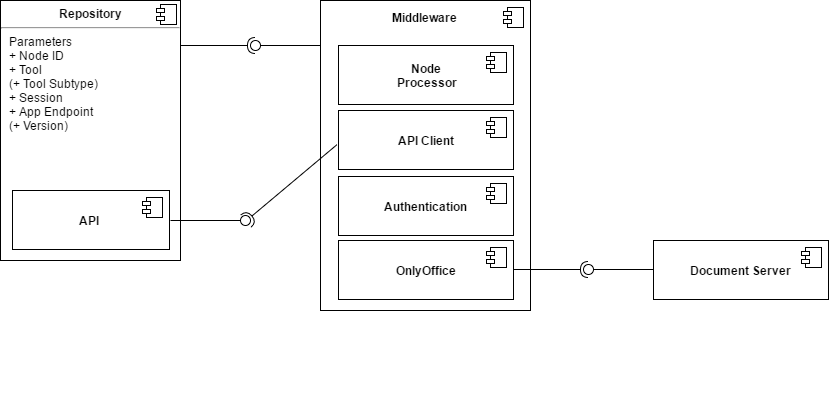 Repository
Parameters
+ Node ID
+ Tool
(+ Tool Subtype)
+ Session
+ App Endpoint
(+ Version)
API
Middleware
Node
Processor
API Client
Authentication
OnlyOffice
Document Server